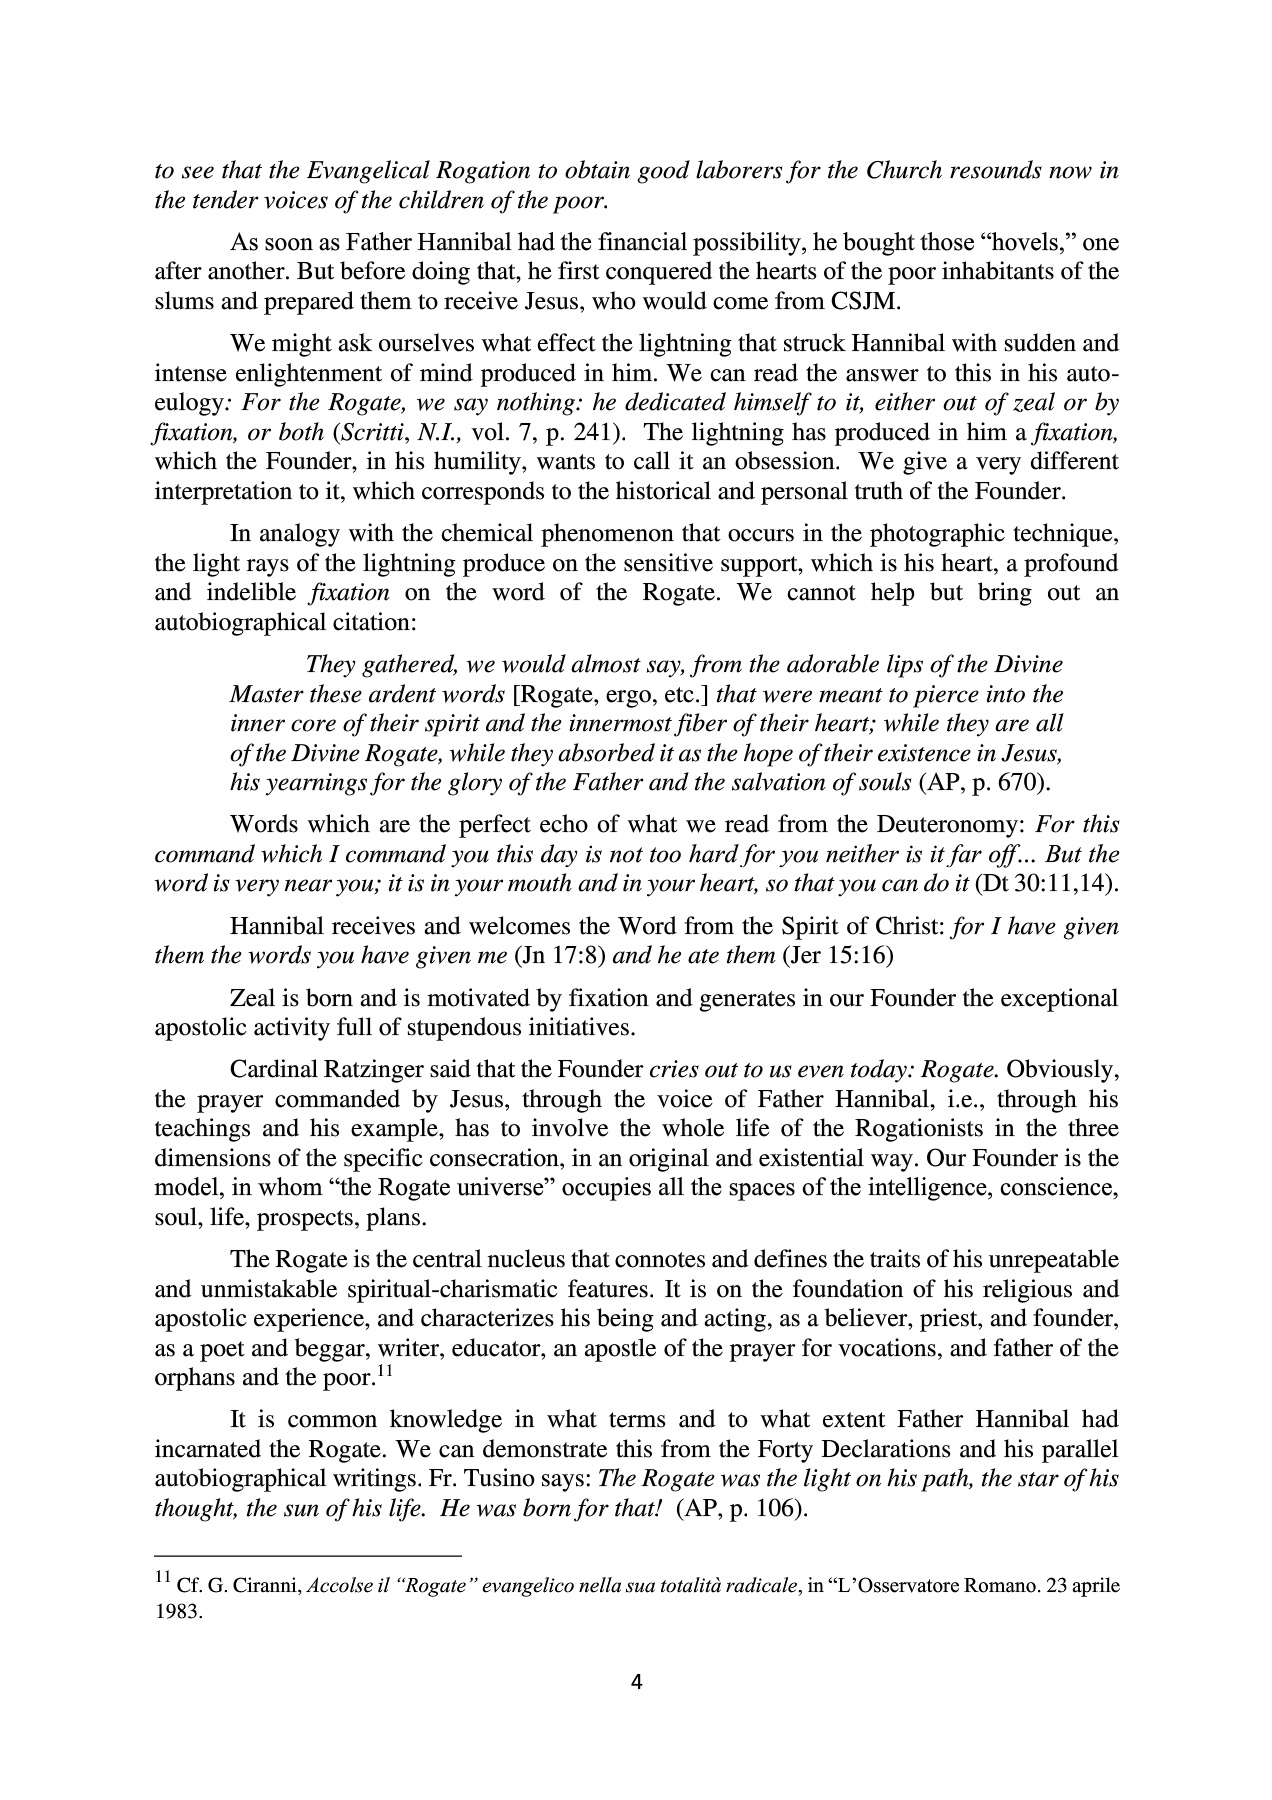 to see that the Evangelical Rogation to obtain good laborers for the Church resounds now in
the tender voices of the children of the poor.
As soon as Father Hannibal had the financial possibility, he bought those “hovels,” one
after another. But before doing that, he first conquered the hearts of the poor inhabitants of the
slums and prepared them to receive Jesus, who would come from CSJM.
We might ask ourselves what effect the lightning that struck Hannibal with sudden and
intense enlightenment of mind produced in him. We can read the answer to this in his auto-
eulogy: For the Rogate, we say nothing: he dedicated himself to it, either out of zeal or by
fixation, or both (Scritti, N.I., vol. 7, p. 241).  The lightning has produced in him a fixation,
which the Founder, in his humility, wants to call it an obsession.  We give a very different
interpretation to it, which corresponds to the historical and personal truth of the Founder.
In analogy with the chemical phenomenon that occurs in the photographic technique,
the light rays of the lightning produce on the sensitive support, which is his heart, a profound
and indelible fixation on the word of the Rogate. We cannot help but bring out an
autobiographical citation:
They gathered, we would almost say, from the adorable lips of the Divine
Master these ardent words [Rogate, ergo, etc.] that were meant to pierce into the
inner core of their spirit and the innermost fiber of their heart; while they are all
of the Divine Rogate, while they absorbed it as the hope of their existence in Jesus,
his yearnings for the glory of the Father and the salvation of souls (AP, p. 670).
Words which are the perfect echo of what we read from the Deuteronomy: For this
command which I command you this day is not too hard for you neither is it far off... But the
word is very near you; it is in your mouth and in your heart, so that you can do it (Dt 30:11,14).
Hannibal receives and welcomes the Word from the Spirit of Christ: for I have given
them the words you have given me (Jn 17:8) and he ate them (Jer 15:16)
Zeal is born and is motivated by fixation and generates in our Founder the exceptional
apostolic activity full of stupendous initiatives.
Cardinal Ratzinger said that the Founder cries out to us even today: Rogate. Obviously,
the prayer commanded by Jesus, through the voice of Father Hannibal, i.e., through his
teachings and his example, has to involve the whole life of the Rogationists in the three
dimensions of the specific consecration, in an original and existential way. Our Founder is the
model, in whom “the Rogate universe” occupies all the spaces of the intelligence, conscience,
soul, life, prospects, plans.
The Rogate is the central nucleus that connotes and defines the traits of his unrepeatable
and unmistakable spiritual-charismatic features. It is on the foundation of his religious and
apostolic experience, and characterizes his being and acting, as a believer, priest, and founder,
as a poet and beggar, writer, educator, an apostle of the prayer for vocations, and father of the
orphans and the poor.11
It is common knowledge in what terms and to what extent Father Hannibal had
incarnated the Rogate. We can demonstrate this from the Forty Declarations and his parallel
autobiographical writings. Fr. Tusino says: The Rogate was the light on his path, the star of his
thought, the sun of his life.  He was born for that!  (AP, p. 106).
11 Cf. G. Ciranni, Accolse il “Rogate” evangelico nella sua totalità radicale, in “L’Osservatore Romano. 23 aprile
1983.
4